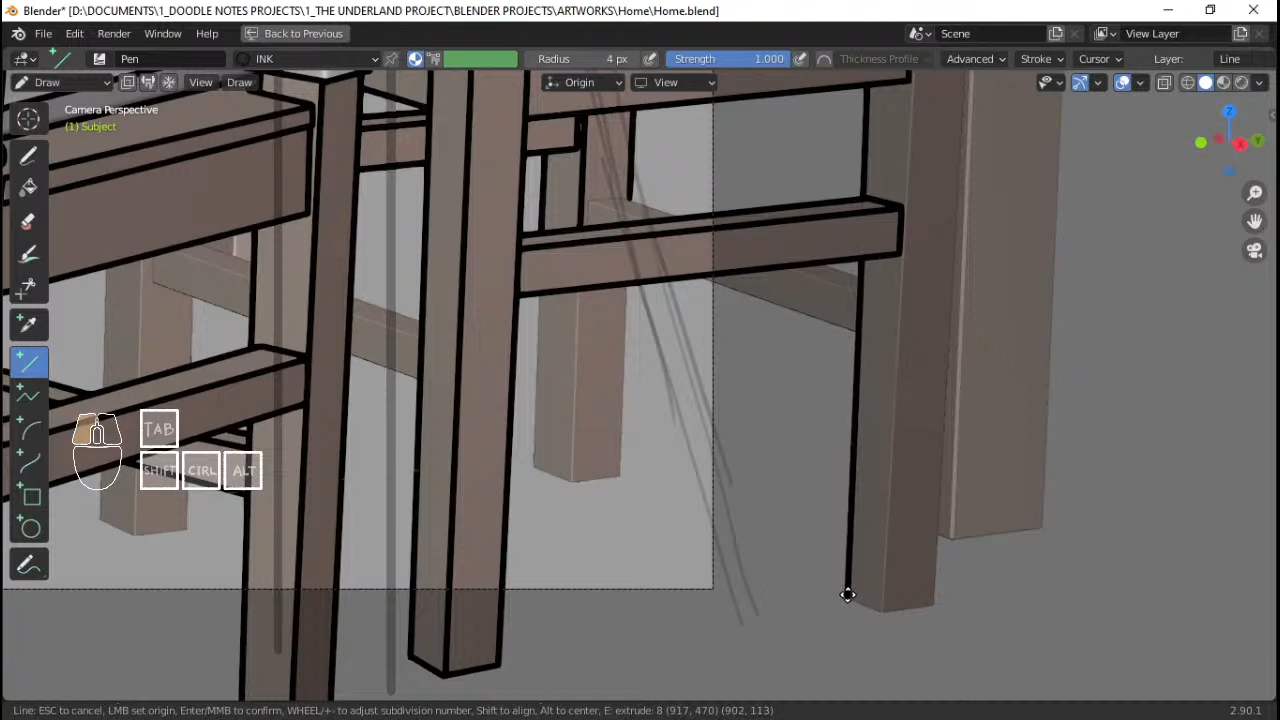 Blender* [D:\DOCUMENTS\1_DOODLE NOTES PROJECTS\1_THE UNDERLAND PROJECT\BLENDER PROJECTS\ARTWORKS\Home\Home.blend]
File Edit Render Window Help Back to Previous Scene View Layer
Pen INK Radius 4 px Strength 1.000 Thickness Profile Advanced Stroke Cursor Layer: Line
Draw View Draw Origin View
Camera Perspective
(1) Subject
Z
X
Y
TAB
SHIFT CTRL ALT
Line: ESC to cancel, LMB set origin, Enter/MMB to confirm, WHEEL/+- to adjust subdivision number, Shift to align, Alt to center, E: extrude: 8 (917, 470) (902, 113)
2.90.1